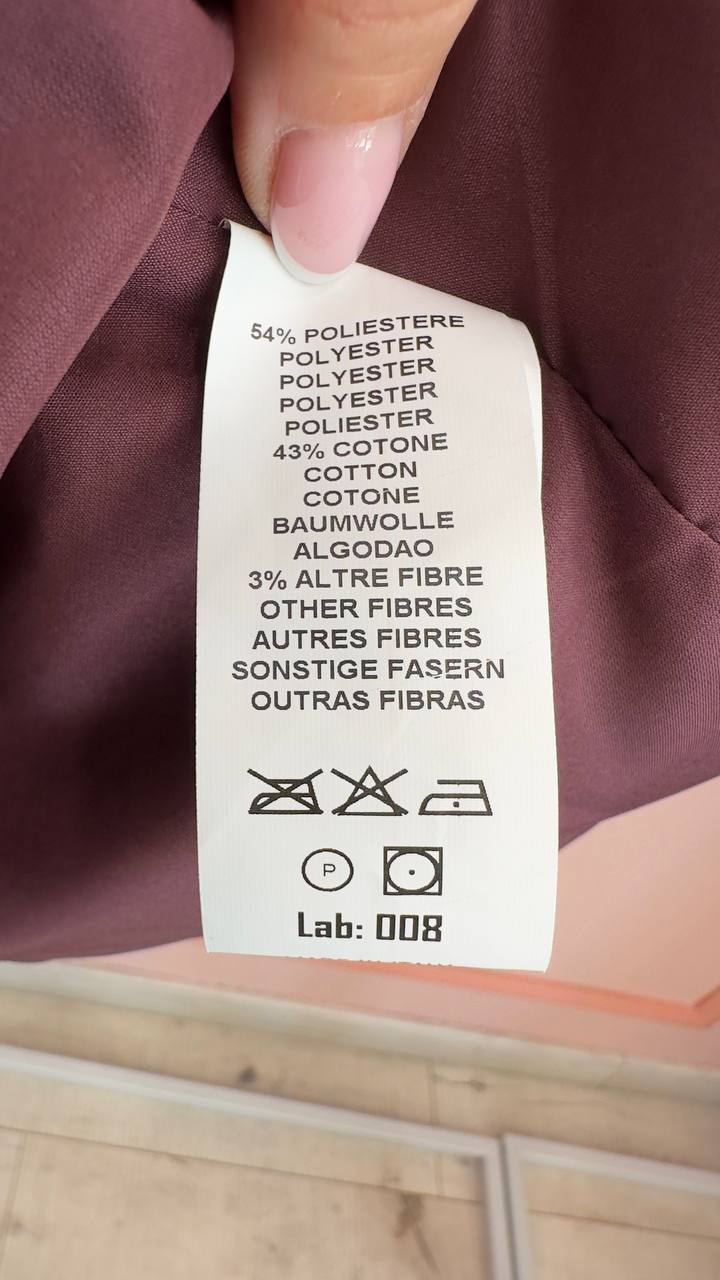 54% POLIESTERE
POLYESTER
POLYESTER
POLYESTER
POLIESTER
43% COTONE
COTTON
COTONE
BAUMWOLLE
ALGODAO
3% ALTRE FIBRE
OTHER FIBRES
AUTRES FIBRES
SONSTIGE FASERN
OUTRAS FIBRAS
P
Lab: 008